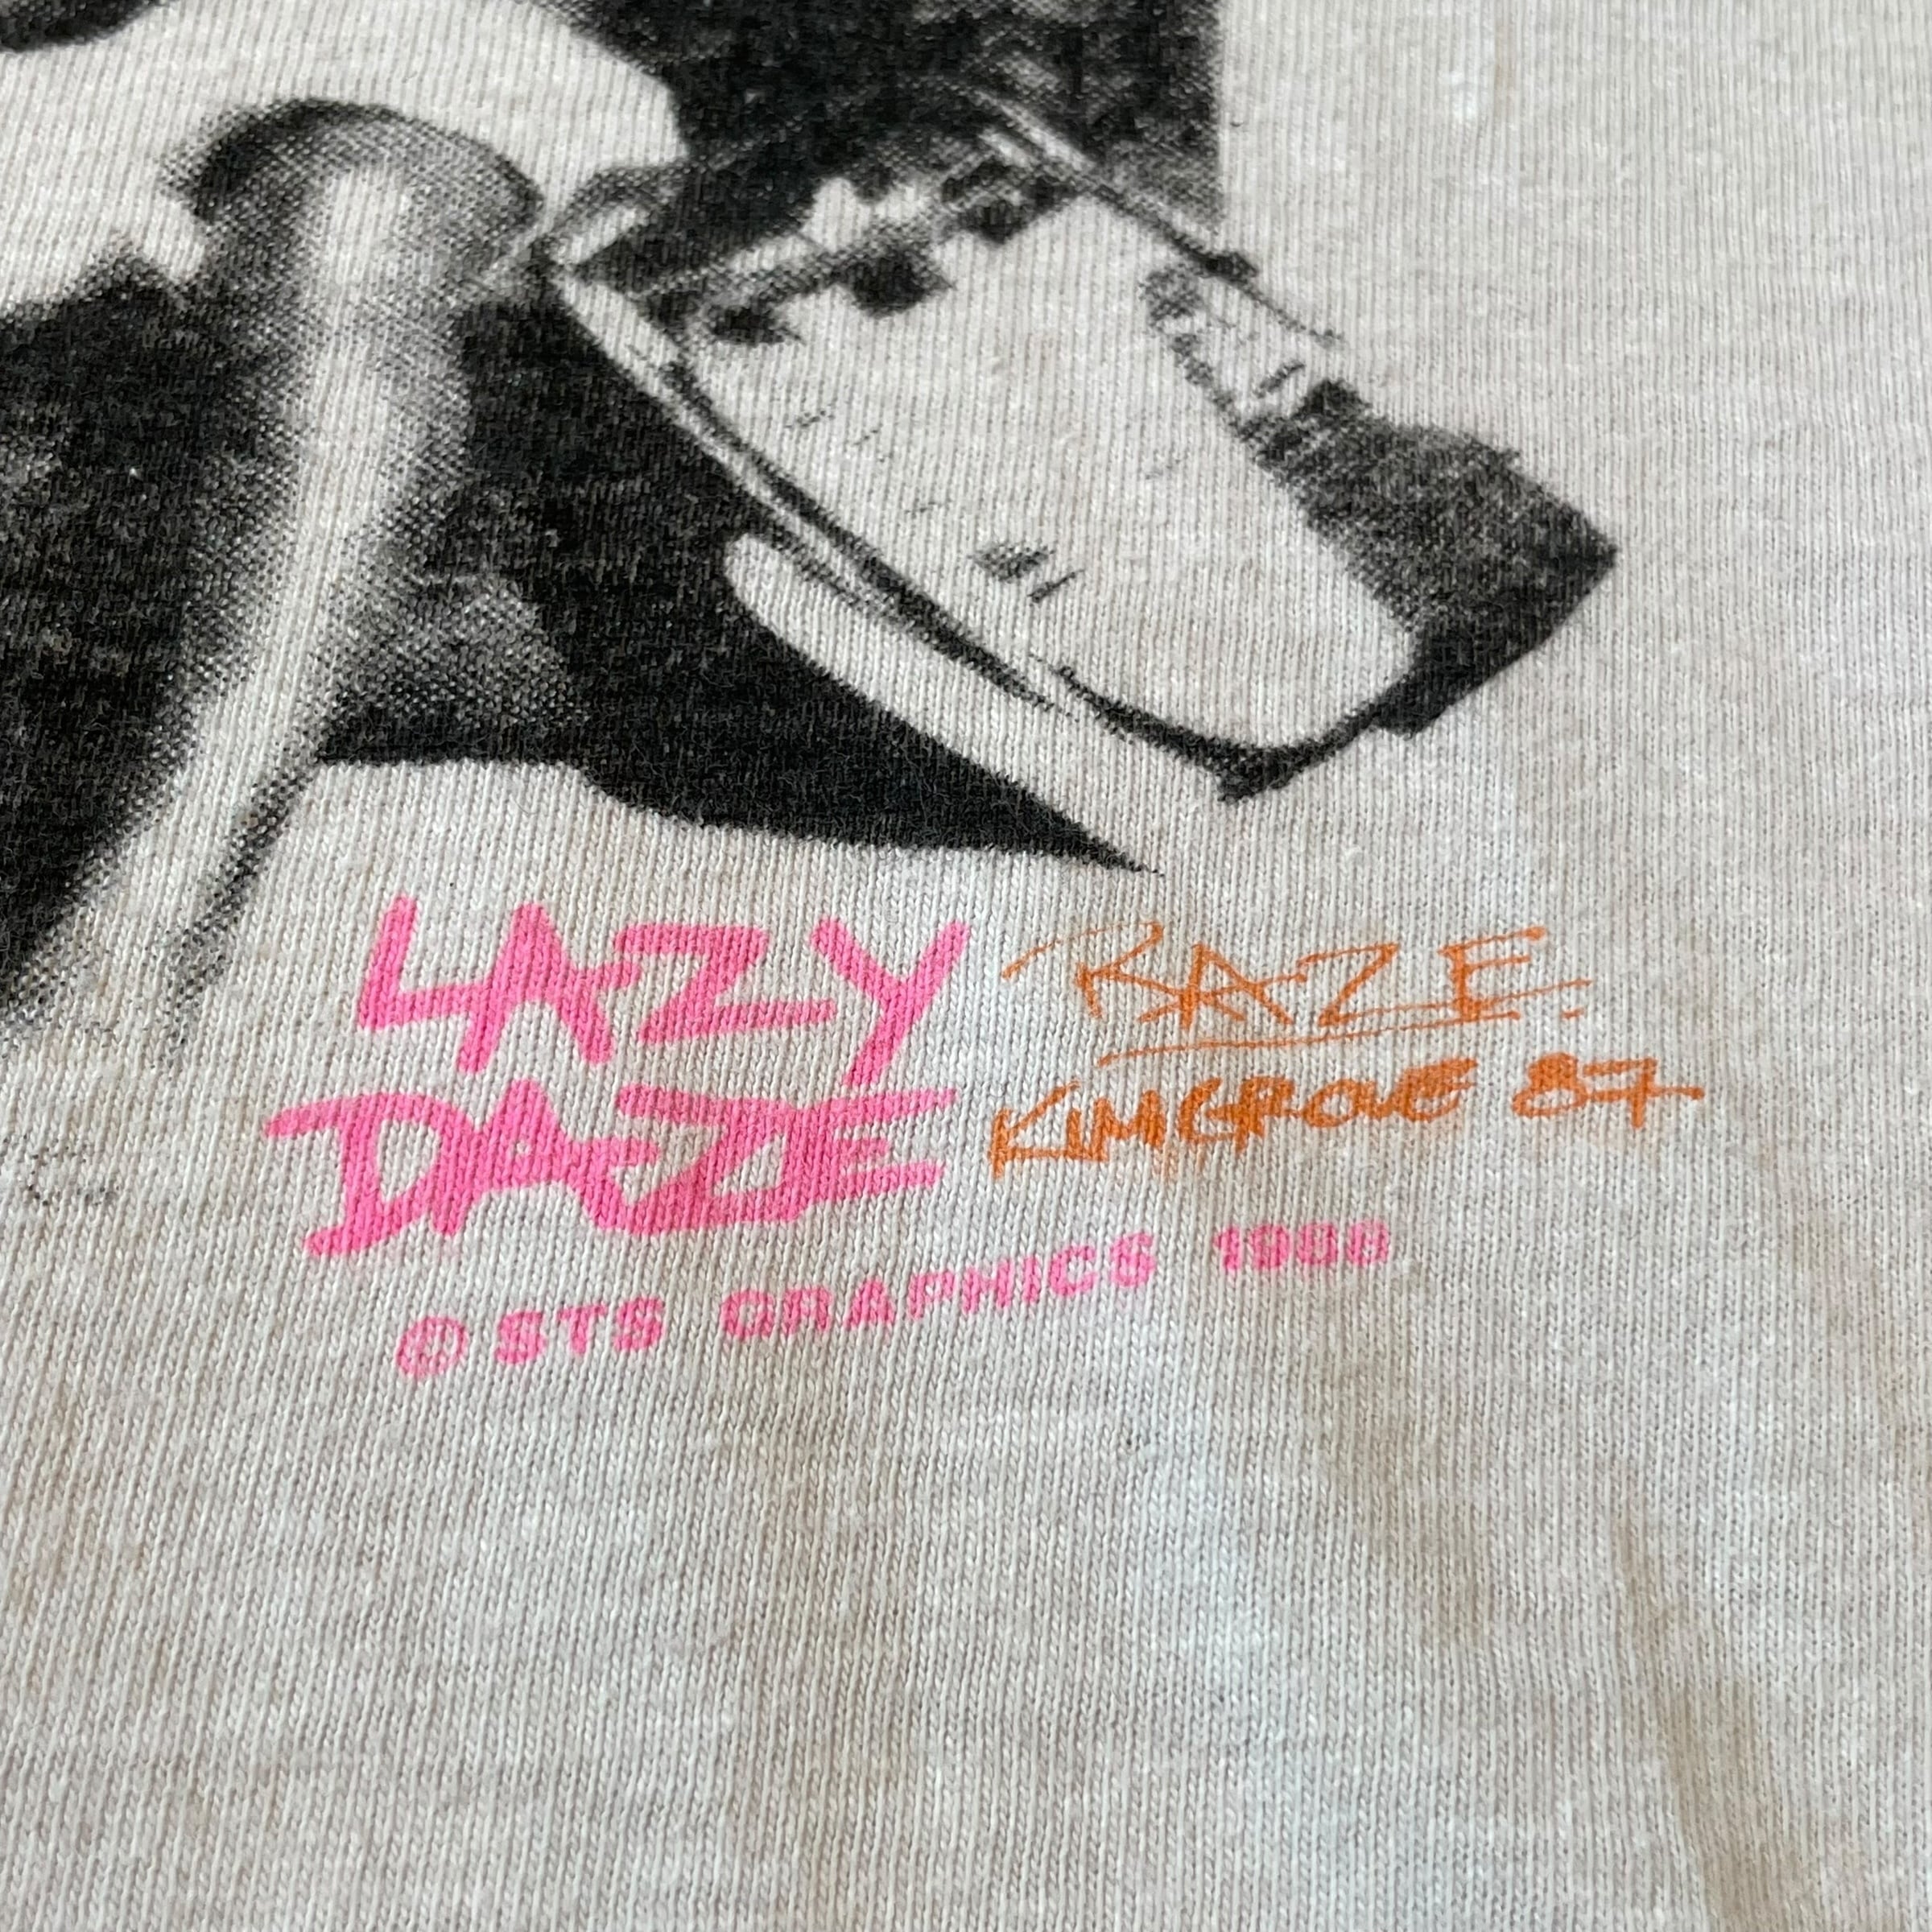 LAZY
DAZE
RAZE.
KIMGROVE 87
© STS GRAPHICS 1988